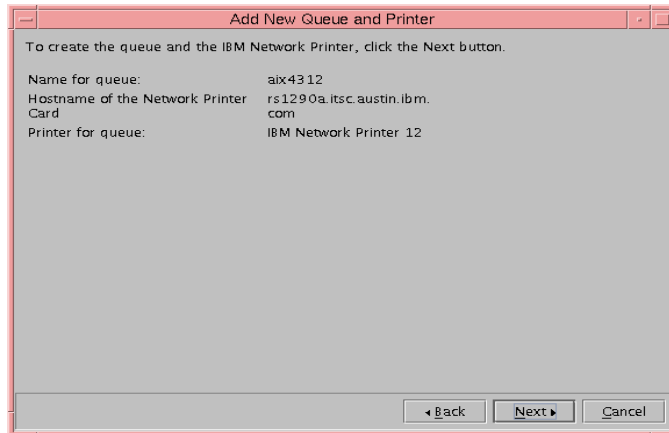 Add New Queue and Printer
To create the queue and the IBM Network Printer, click the Next button.
Name for queue: aix4312
Hostname of the Network Printer rs1290a.itsc.austin.ibm.
Card com
Printer for queue: IBM Network Printer 12
Back Next Cancel